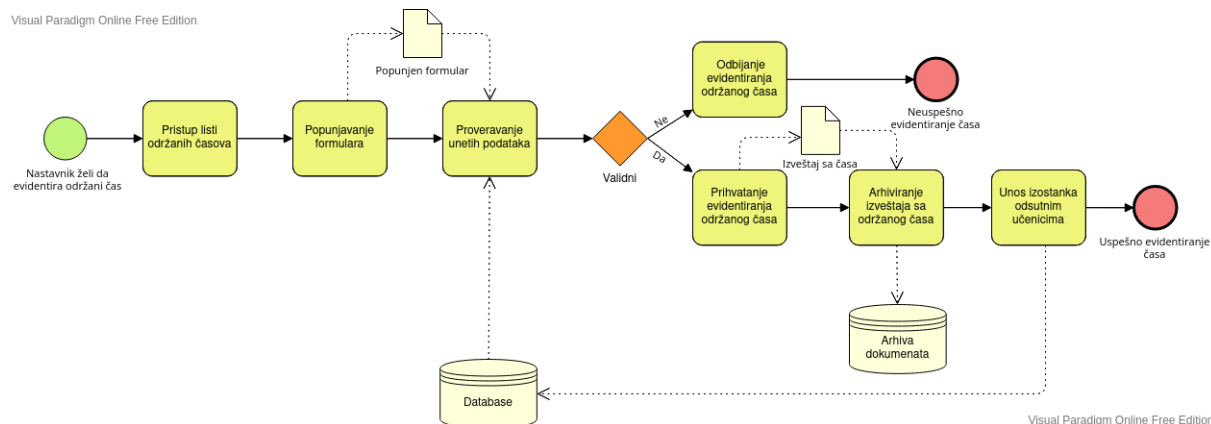 Visual Paradigm Online Free Edition
Popunjen formular
Nastavnik želi da
evidentira održani čas
Pristup listi
održanih časova
Popunjavanje
formulara
Proveravanje
unetih podataka
Validni
Ne
Da
Odbijanje
evidentiranja
održanog časa
Neuspešno
evidentiranje časa
Izveštaj sa časa
Prihvatanje
evidentiranja
održanog časa
Arhiviranje
izveštaja sa
održanog časa
Unos izostanka
odsutnim
učenicima
Uspešno evidentiranje
časa
Arhiva
dokumenata
Database
Visual Paradigm Online Free Edition